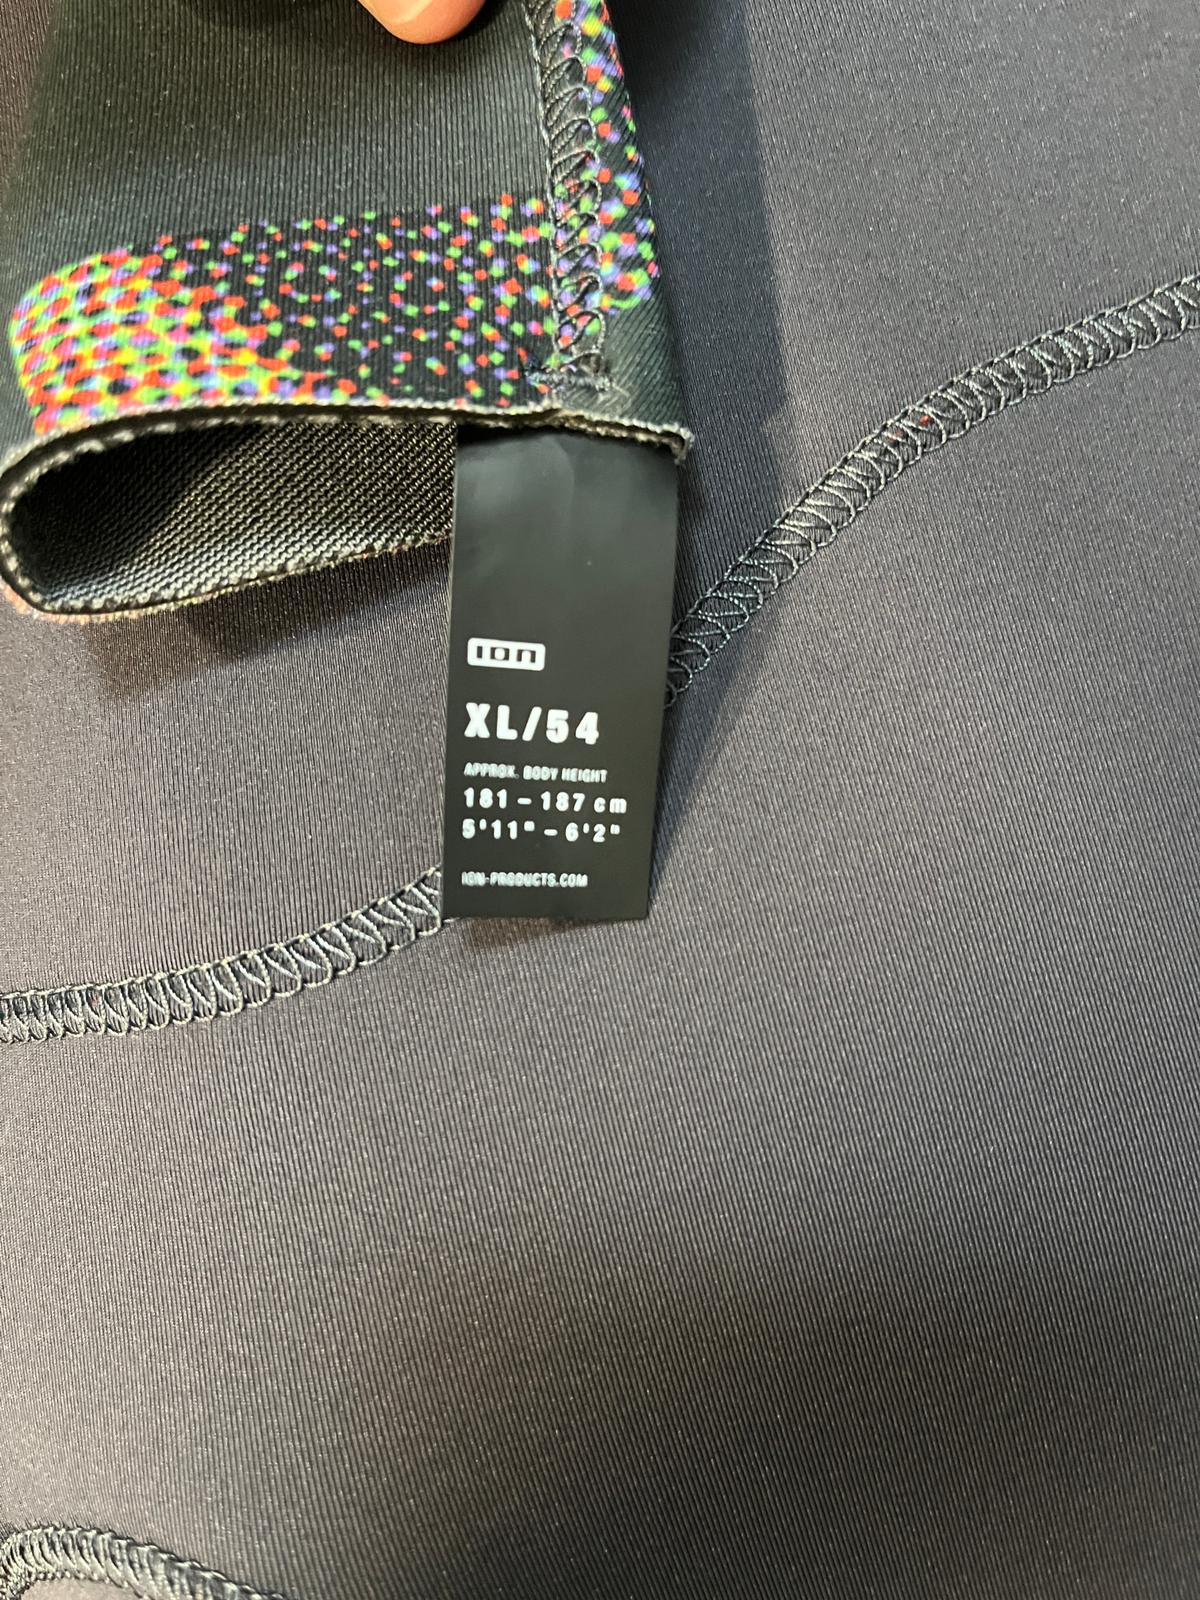 ion
XL/54
APPROX. BODY HEIGHT
181 – 187 cm
5'11" – 6'2"
ION-PRODUCTS.COM